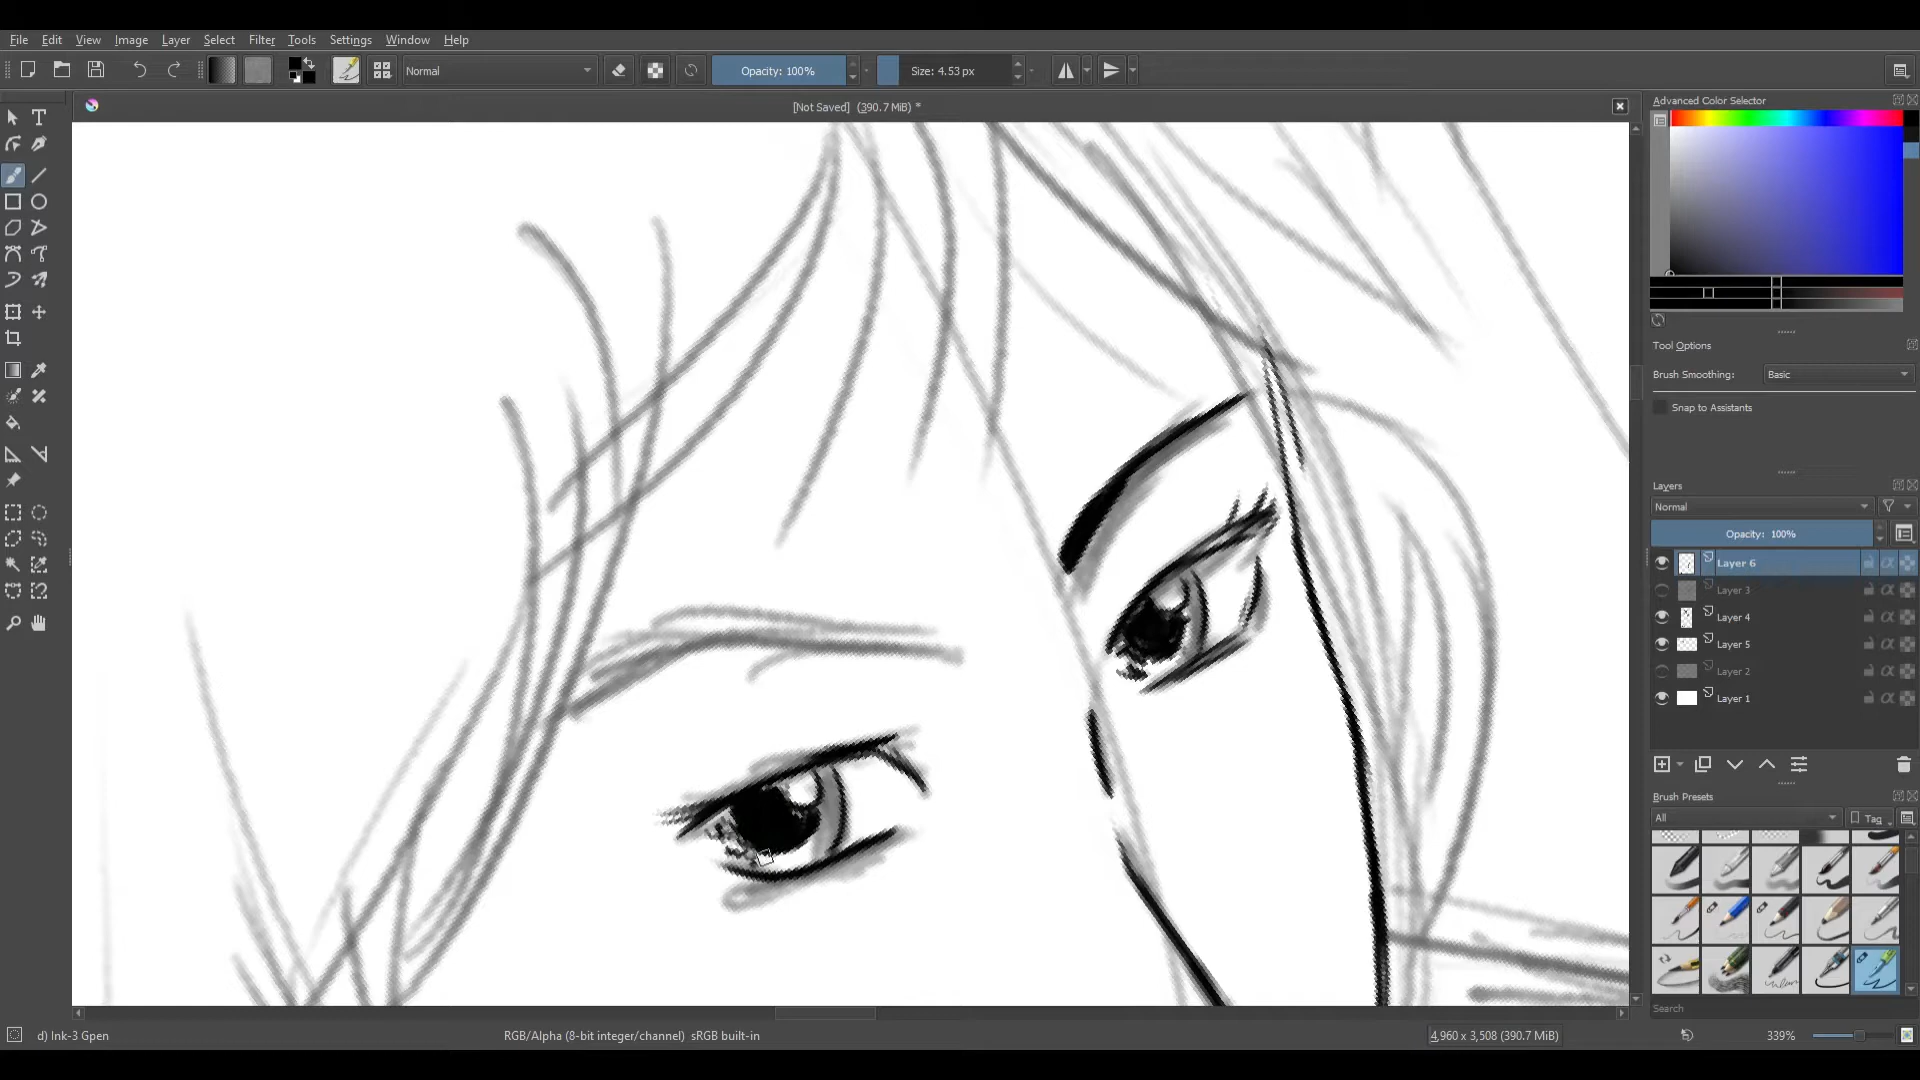 File Edit View Image Layer Select Filter Tools Settings Window Help
Normal Opacity: 100% Size: 4.53 px
[Not Saved] (390.7 MiB) *
Advanced Color Selector
Tool Options
Brush Smoothing: Basic
Snap to Assistants
Layers
Normal
Opacity: 100%
Layer 6
Layer 3
Layer 4
Layer 5
Layer 2
Layer 1
Brush Presets
All Tag
Search
d) Ink-3 Gpen RGB/Alpha (8-bit integer/channel) sRGB built-in 4,960 x 3,508 (390.7 MiB) 339%